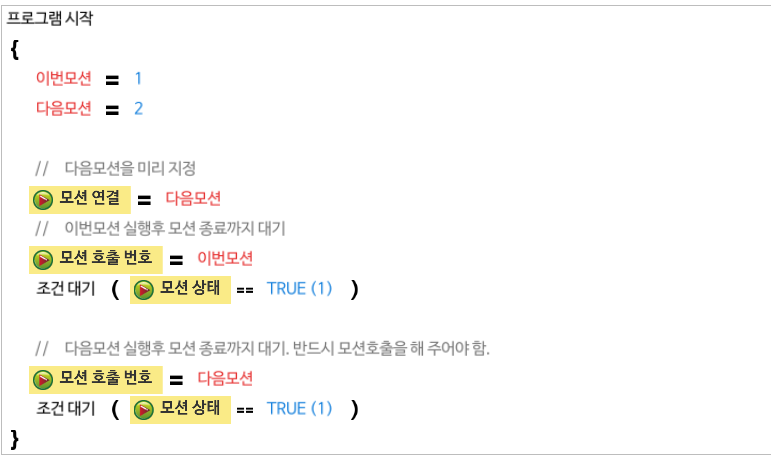 프로그램 시작
{
이번모션 = 1
다음모션 = 2
// 다음모션을 미리 지정
모션 연결 = 다음모션
// 이번모션 실행후 모션 종료까지 대기
모션 호출 번호 = 이번모션
조건 대기 ( 모션 상태 == TRUE (1) )
// 다음모션 실행후 모션 종료까지 대기. 반드시 모션호출을 해 주어야 함.
모션 호출 번호 = 다음모션
조건 대기 ( 모션 상태 == TRUE (1) )
}